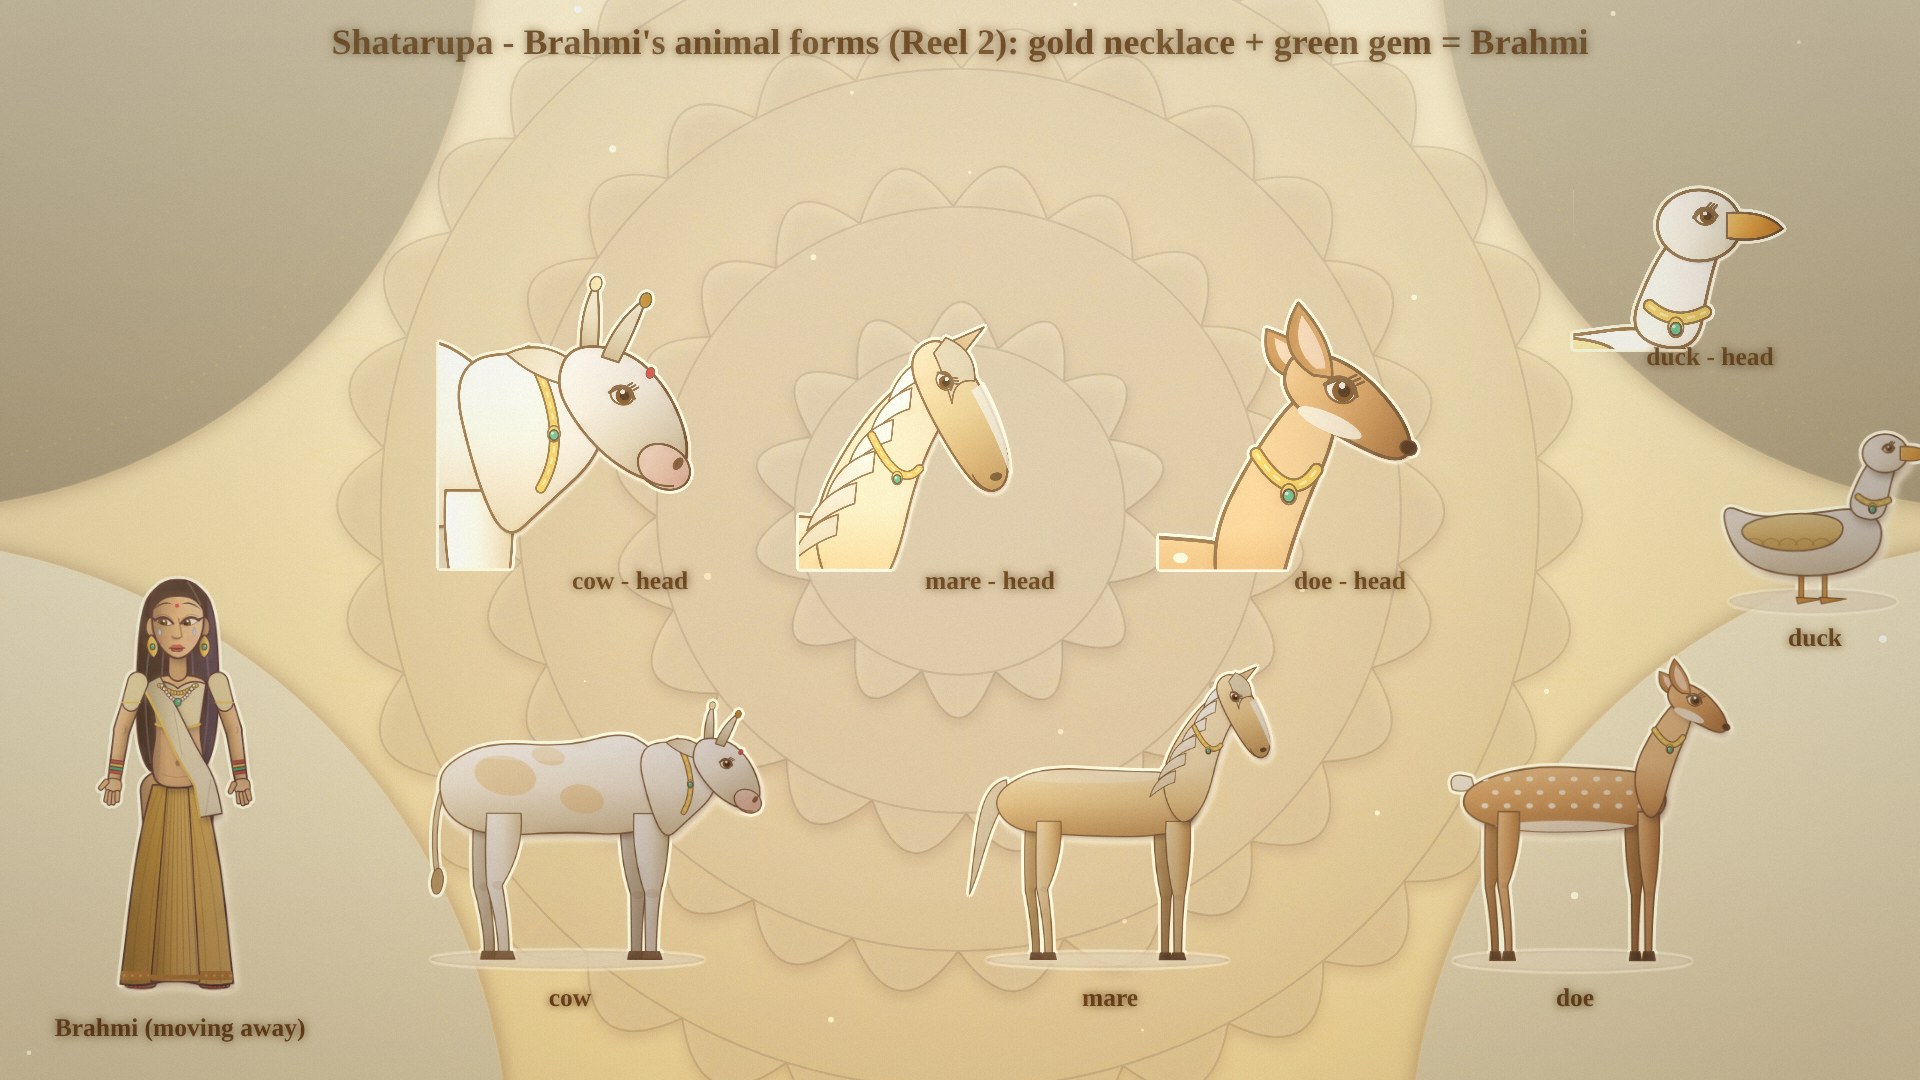 Shatarupa - Brahmi's animal forms (Reel 2): gold necklace + green gem = Brahmi
duck - head
cow - head
mare - head
doe - head
duck
cow
mare
doe
Brahmi (moving away)